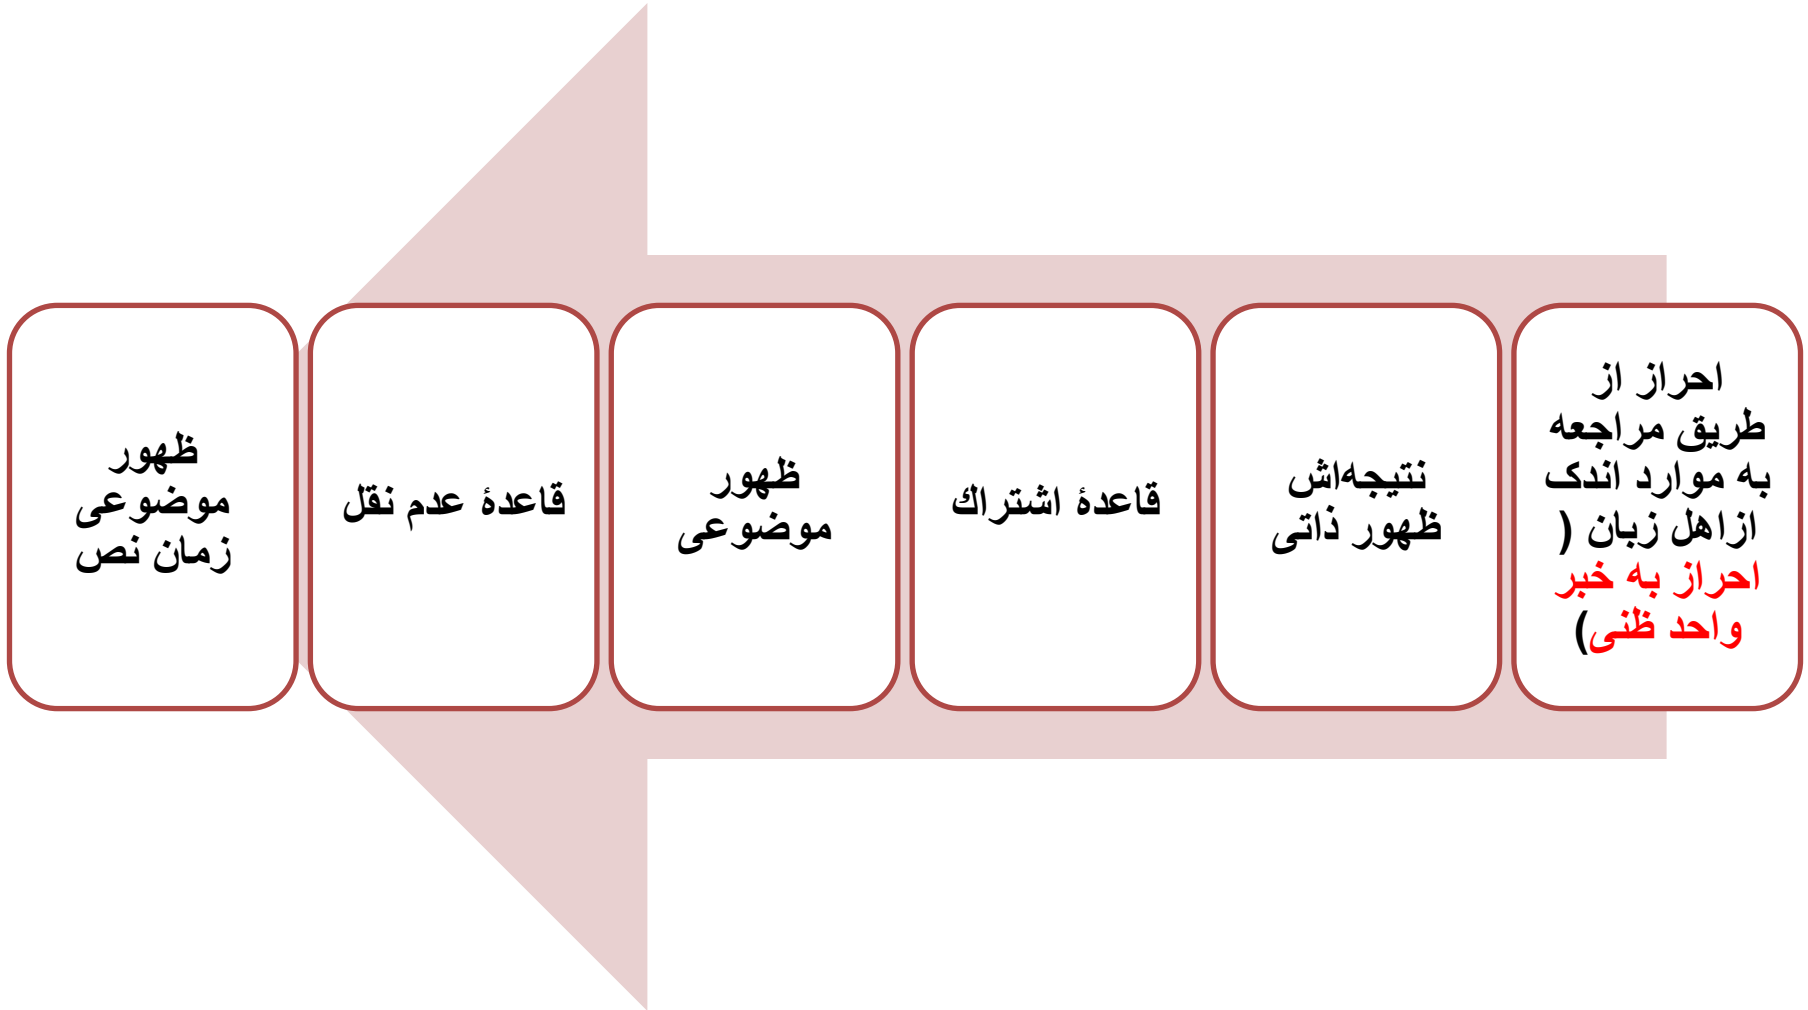 احراز از
طریق مراجعه
به موارد اندک
ازاهل زبان (
احراز به خبر
واحد ظنی)
نتیجه‌اش
ظهور ذاتی
قاعدۀ اشتراك
ظهور
موضوعی
قاعدۀ عدم نقل
ظهور
موضوعی
زمان نص